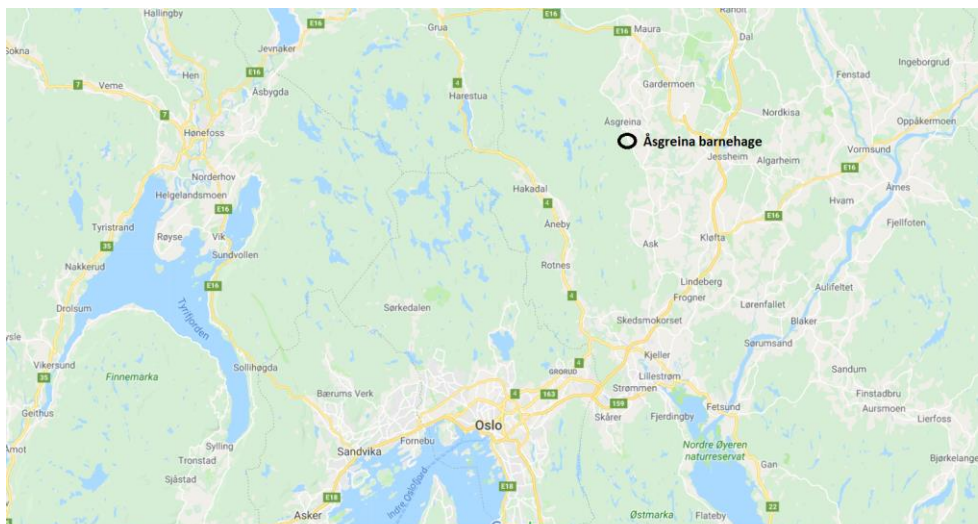 Hallingby
E16
Grua
E16
Maura
Råholt
Dal
Sokna
7
Veme
Hen
Jevnaker
E16
Åsbygda
4
Harestua
Gardermoen
Fenstad
Ingeborgrud
7
Hønefoss
Åsgreina
Åsgreina barnehage
Nordkisa
Oppåkermoen
Jessheim
Algarheim
Vormsund
E16
Norderhov
Helgelandsmoen
Hakadal
4
Årnes
Hvam
Tyristrand
E16
Røyse
Vik
Åneby
E16
Fjellfoten
35
Nakkerud
Sundvollen
Ask
Kløfta
Rotnes
Drolsum
E16
Tyrifjorden
Sørkedalen
4
Lindeberg
Frogner
Aulifeltet
Lørenfallet
Blaker
Skedsmokorset
Vikersund
Sørumsand
35
Finnemarka
Sollihøgda
Kjeller
Sandum
Geithus
Bærums Verk
4
GRORUD
Lillestrøm
Strømmen
Finstadbru
4
163
159
Fetsund
Aursmoen
Oslo
Skårer
Fjerdingby
Lierfoss
Åmot
Sylling
Sandvika
Fornebu
Nordre Øyeren
naturreservat
Tronstad
Gan
Bjørkelangen
Sjåstad
E18
Indre Oslofjord
E18
22
Asker
Østmarka
Flateby